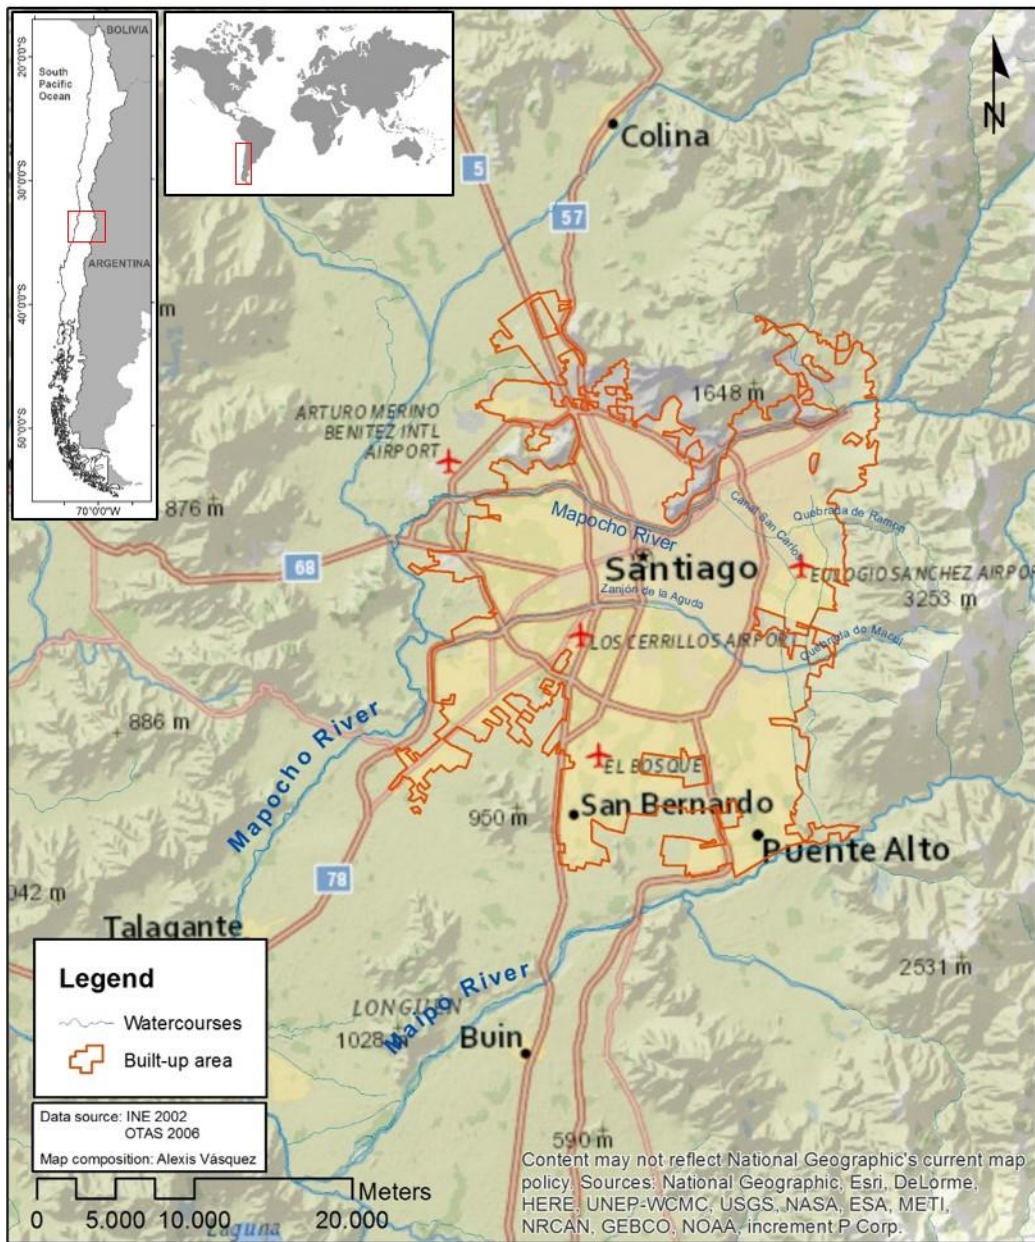 BOLIVIA
20°0'0"S
South
Pacific
Ocean
30°0'0"S
ARGENTINA
40°0'0"S
50°0'0"S
70°0'0"W
N
Colina
5
57
m
1648 m
ARTURO MERINO
BENITEZ INTL
AIRPORT
876 m
Mapocho River
Canal San Carlos
Quebrada de Ramon
68
Santiago
EULOGIO SANCHEZ AIRPOR
Zanjón de la Aguda
3253 m
LOS CERRILLOS AIRPORT
Quebrada de Macul
886 m
Mapocho River
EL BOSQUE
950 m
San Bernardo
Puente Alto
78
042 m
Talagante
2531 m
Maipo River
LONGUEN
1028 m
Buin
590 m
Legend
Watercourses
Built-up area
Data source: INE 2002
OTAS 2006
Map composition: Alexis Vásquez
Meters
0 5.000 10.000 20.000
Laguna
Content may not reflect National Geographic's current map
policy. Sources: National Geographic, Esri, DeLorme,
HERE, UNEP-WCMC, USGS, NASA, ESA, METI,
NRCAN, GEBCO, NOAA, increment P Corp.